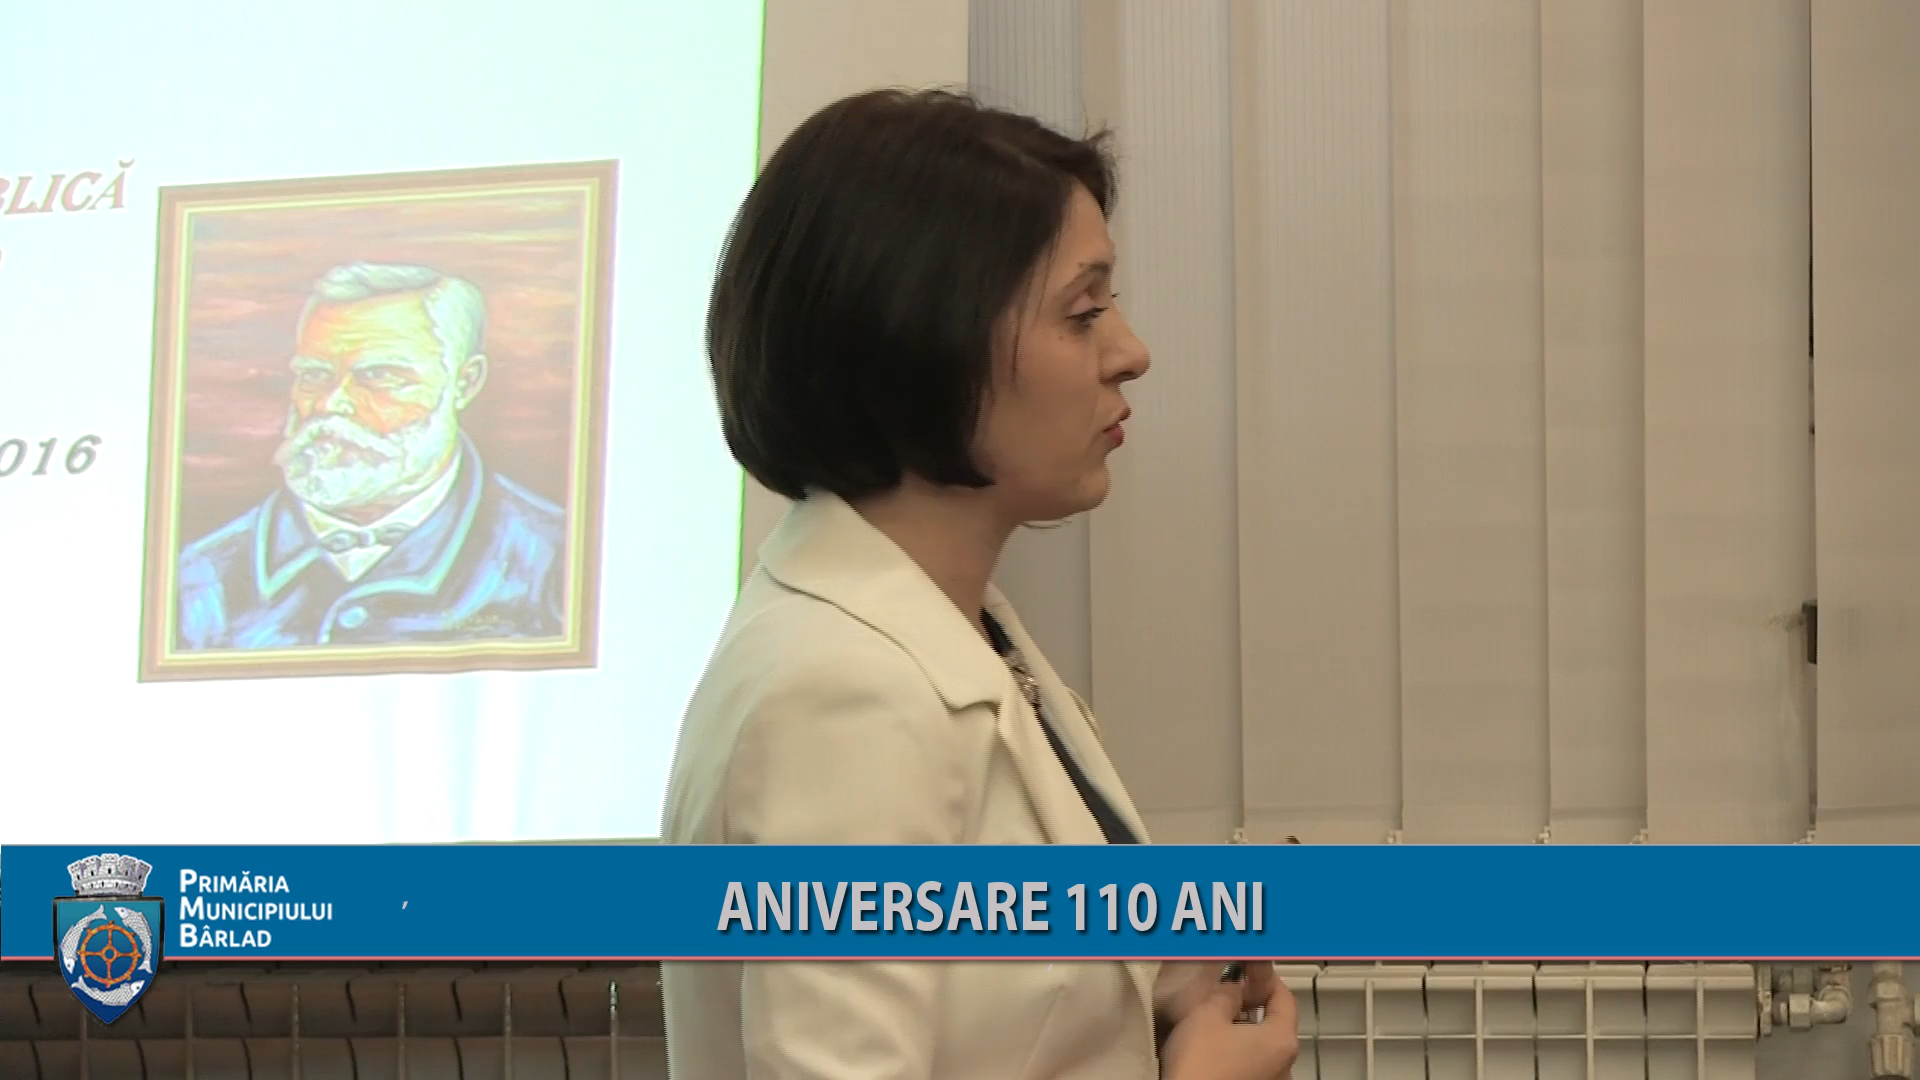 BLICĂ
016
PRIMĂRIA
MUNICIPIULUI
BÂRLAD
,
ANIVERSARE 110 ANI